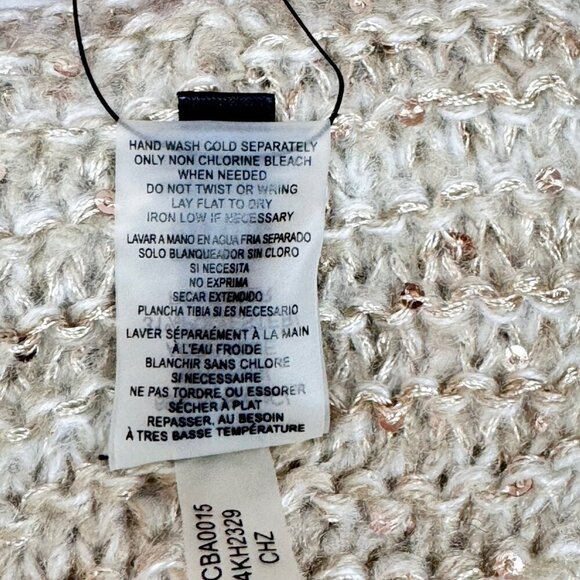 HAND WASH COLD SEPARATELY
ONLY NON CHLORINE BLEACH
WHEN NEEDED
DO NOT TWIST OR WRING
LAY FLAT TO DRY
IRON LOW IF NECESSARY
LAVAR A MANO EN AGUA FRIA SEPARADO
SOLO BLANQUEADOR SIN CLORO
SI NECESITA
NO EXPRIMA
SECAR EXTENDIDO
PLANCHA TIBIA SI ES NECESARIO
LAVER SÉPARAÉMENT À LA MAIN
À L'EAU FROIDE
BLANCHIR SANS CHLORE
SI NECESSAIRE
NE PAS TORDRE OU ESSORER
SÉCHER À PLAT
REPASSER, AU BESOIN
À TRES BASSE TEMPÉRATURE
CBA0015
4KH2329
CHZ